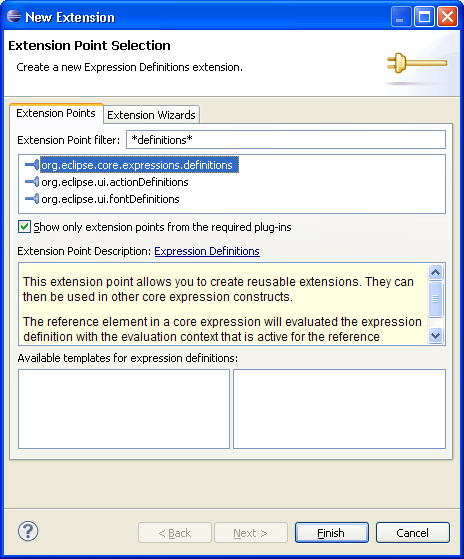 New Extension
Extension Point Selection
Create a new Expression Definitions extension.
Extension Points Extension Wizards
Extension Point filter: *definitions*
org.eclipse.core.expressions.definitions
org.eclipse.ui.actionDefinitions
org.eclipse.ui.fontDefinitions
Show only extension points from the required plug-ins
Extension Point Description: Expression Definitions
This extension point allows you to create reusable extensions. They can
then be used in other core expression constructs.
The reference element in a core expression will evaluated the expression
definition with the evaluation context that is active for the reference
Available templates for expression definitions:
? < Back Next > Finish Cancel